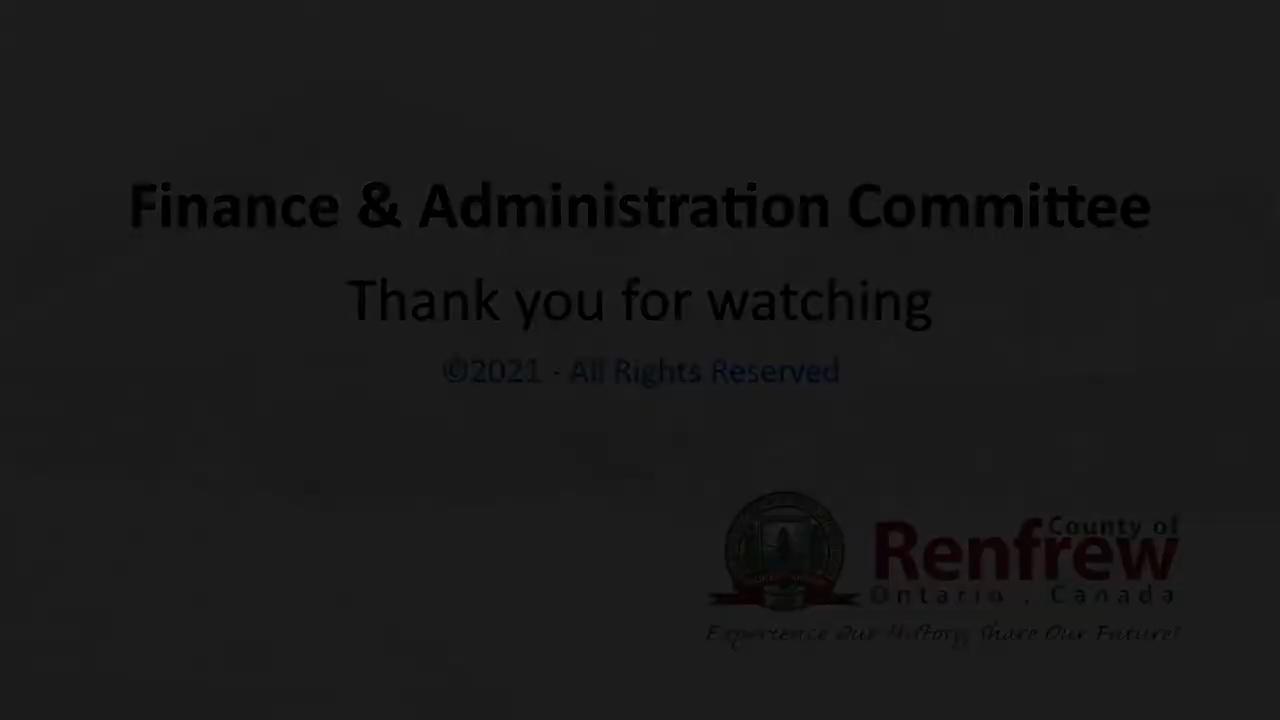 Finance & Administration Committee
Thank you for watching
©2021 - All Rights Reserved
County of
Renfrew
Ontario . Canada
Experience Our History, Share Our Future!